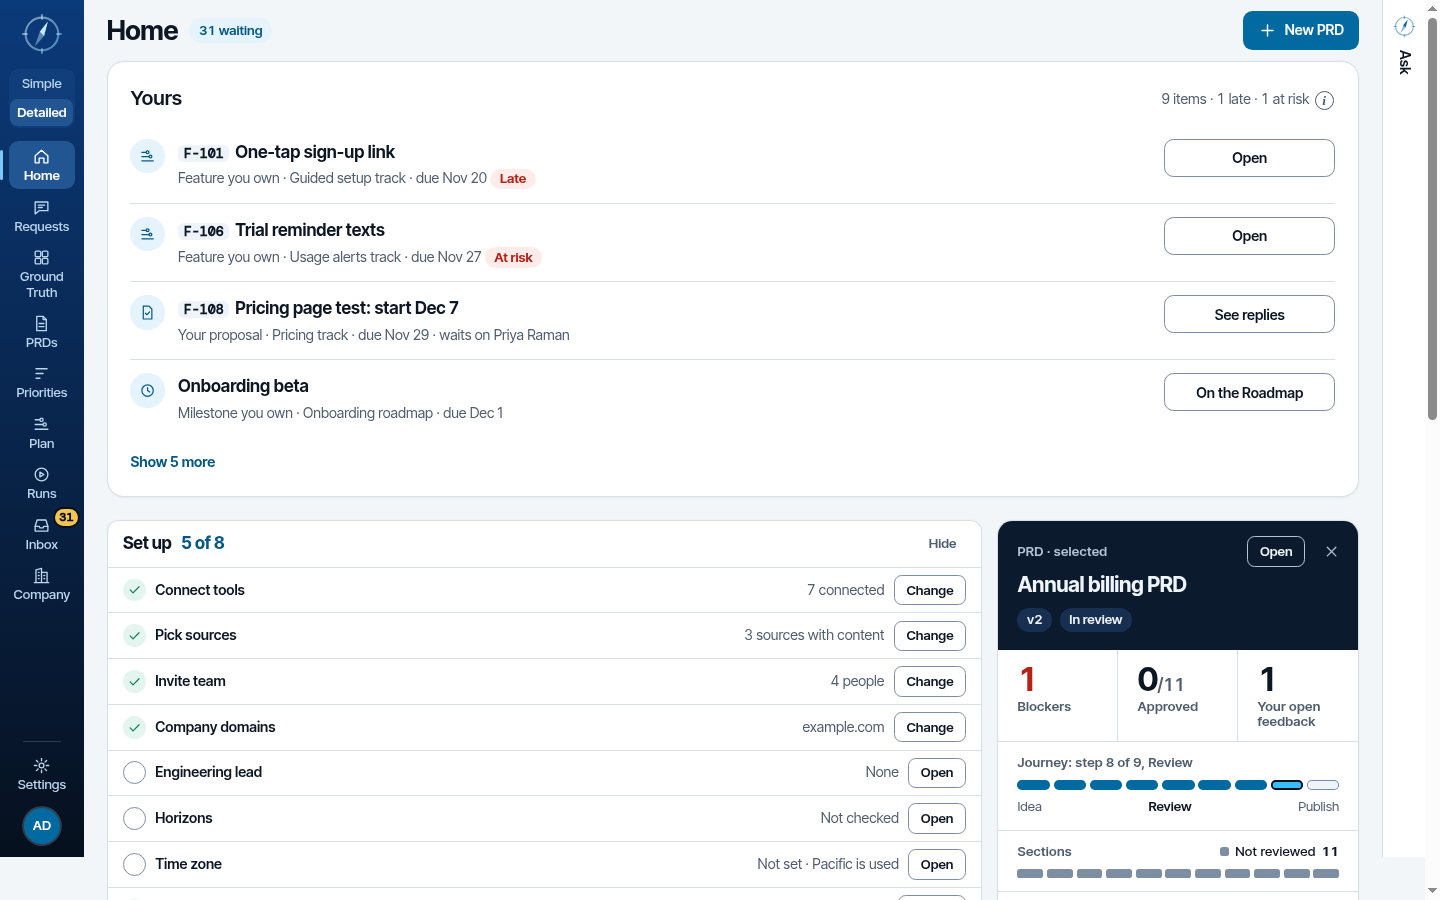 Simple
Detailed
Home
Requests
Ground
Truth
PRDs
Priorities
Plan
Runs
31
Inbox
Company
Settings
AD
Home
31 waiting
New PRD
Yours
9 items · 1 late · 1 at risk i
F-101 One-tap sign-up link
Feature you own · Guided setup track · due Nov 20 Late
Open
F-106 Trial reminder texts
Feature you own · Usage alerts track · due Nov 27 At risk
Open
F-108 Pricing page test: start Dec 7
Your proposal · Pricing track · due Nov 29 · waits on Priya Raman
See replies
Onboarding beta
Milestone you own · Onboarding roadmap · due Dec 1
On the Roadmap
Show 5 more
Set up 5 of 8
Hide
Connect tools 7 connected Change
Pick sources 3 sources with content Change
Invite team 4 people Change
Company domains example.com Change
Engineering lead None Open
Horizons Not checked Open
Time zone Not set · Pacific is used Open
PRD · selected
Open
Annual billing PRD
v2 In review
1
Blockers
0/11
Approved
1
Your open
feedback
Journey: step 8 of 9, Review
Idea Review Publish
Sections Not reviewed 11
Ask